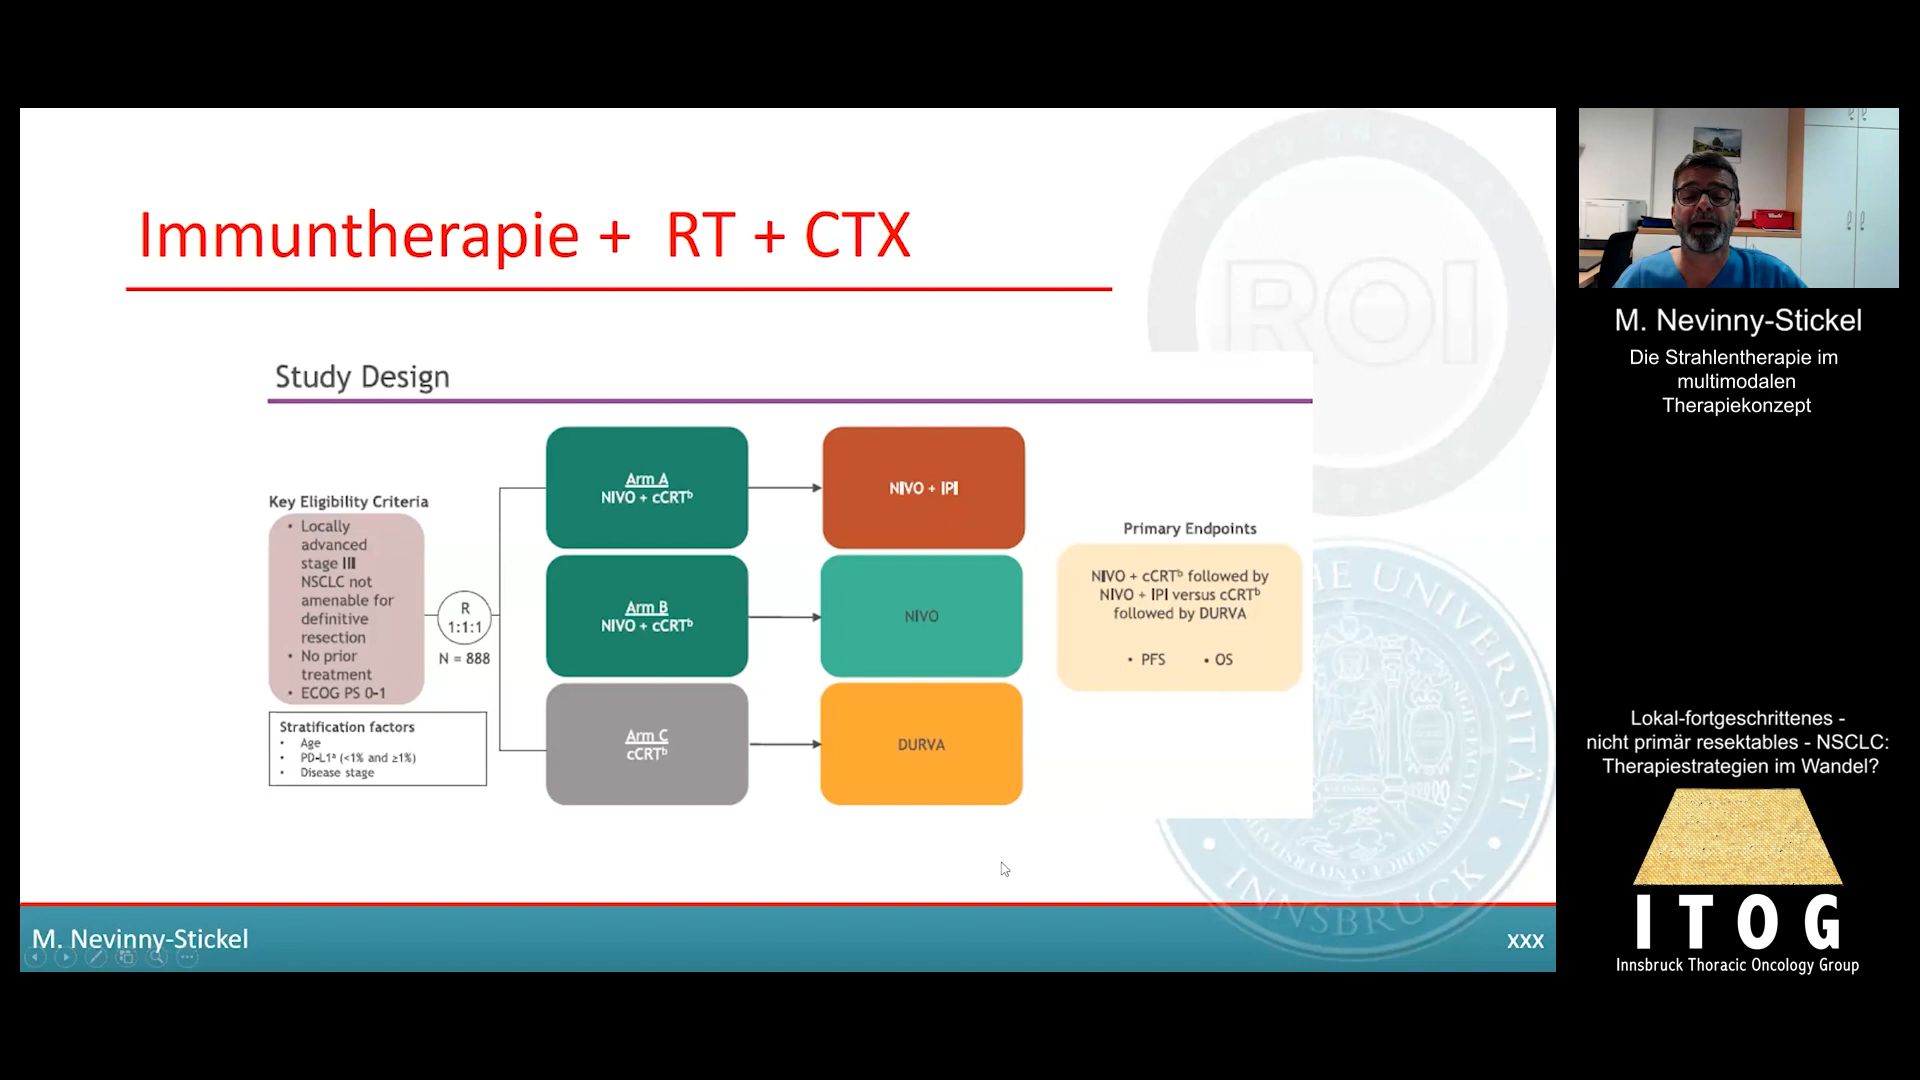 Immuntherapie + RT + CTX
Study Design
Key Eligibility Criteria
• Locally
advanced
stage III
NSCLC not
amenable for
definitive
resection
• No prior
treatment
• ECOG PS 0-1
Stratification factors
• Age
• PD-L1ᵃ (<1% and ≥1%)
• Disease stage
R
1:1:1
N = 888
Arm A
NIVO + cCRTᵇ
NIVO + IPI
Arm B
NIVO + cCRTᵇ
NIVO
Arm C
cCRTᵇ
DURVA
Primary Endpoints
NIVO + cCRTᵇ followed by
NIVO + IPI versus cCRTᵇ
followed by DURVA
• PFS • OS
ROI
THE UNIVERSITÄT
INNSBRUCK
M. Nevinny-Stickel
xxx
M. Nevinny-Stickel
Die Strahlentherapie im
multimodalen
Therapiekonzept
Lokal-fortgeschrittenes -
nicht primär resektables - NSCLC:
Therapiestrategien im Wandel?
ITOG
Innsbruck Thoracic Oncology Group